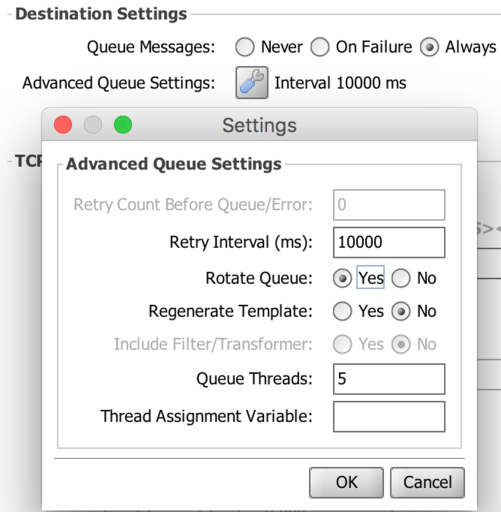 Destination Settings
Queue Messages: Never On Failure Always
Advanced Queue Settings: Interval 10000 ms
Settings
TCP
Advanced Queue Settings
Retry Count Before Queue/Error: 0
Retry Interval (ms): 10000
Rotate Queue: Yes No
Regenerate Template: Yes No
Include Filter/Transformer: Yes No
Queue Threads: 5
Thread Assignment Variable:
OK Cancel